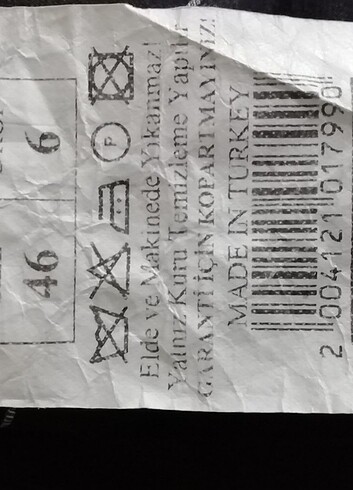 46
6
P
Elde ve Makinede Yıkanmaz!
Yalnız Kuru Temizleme Yapılır
GARANTİ İÇİN KOPARTMAYINIZ!
MADE IN TURKEY
2 004121 017990